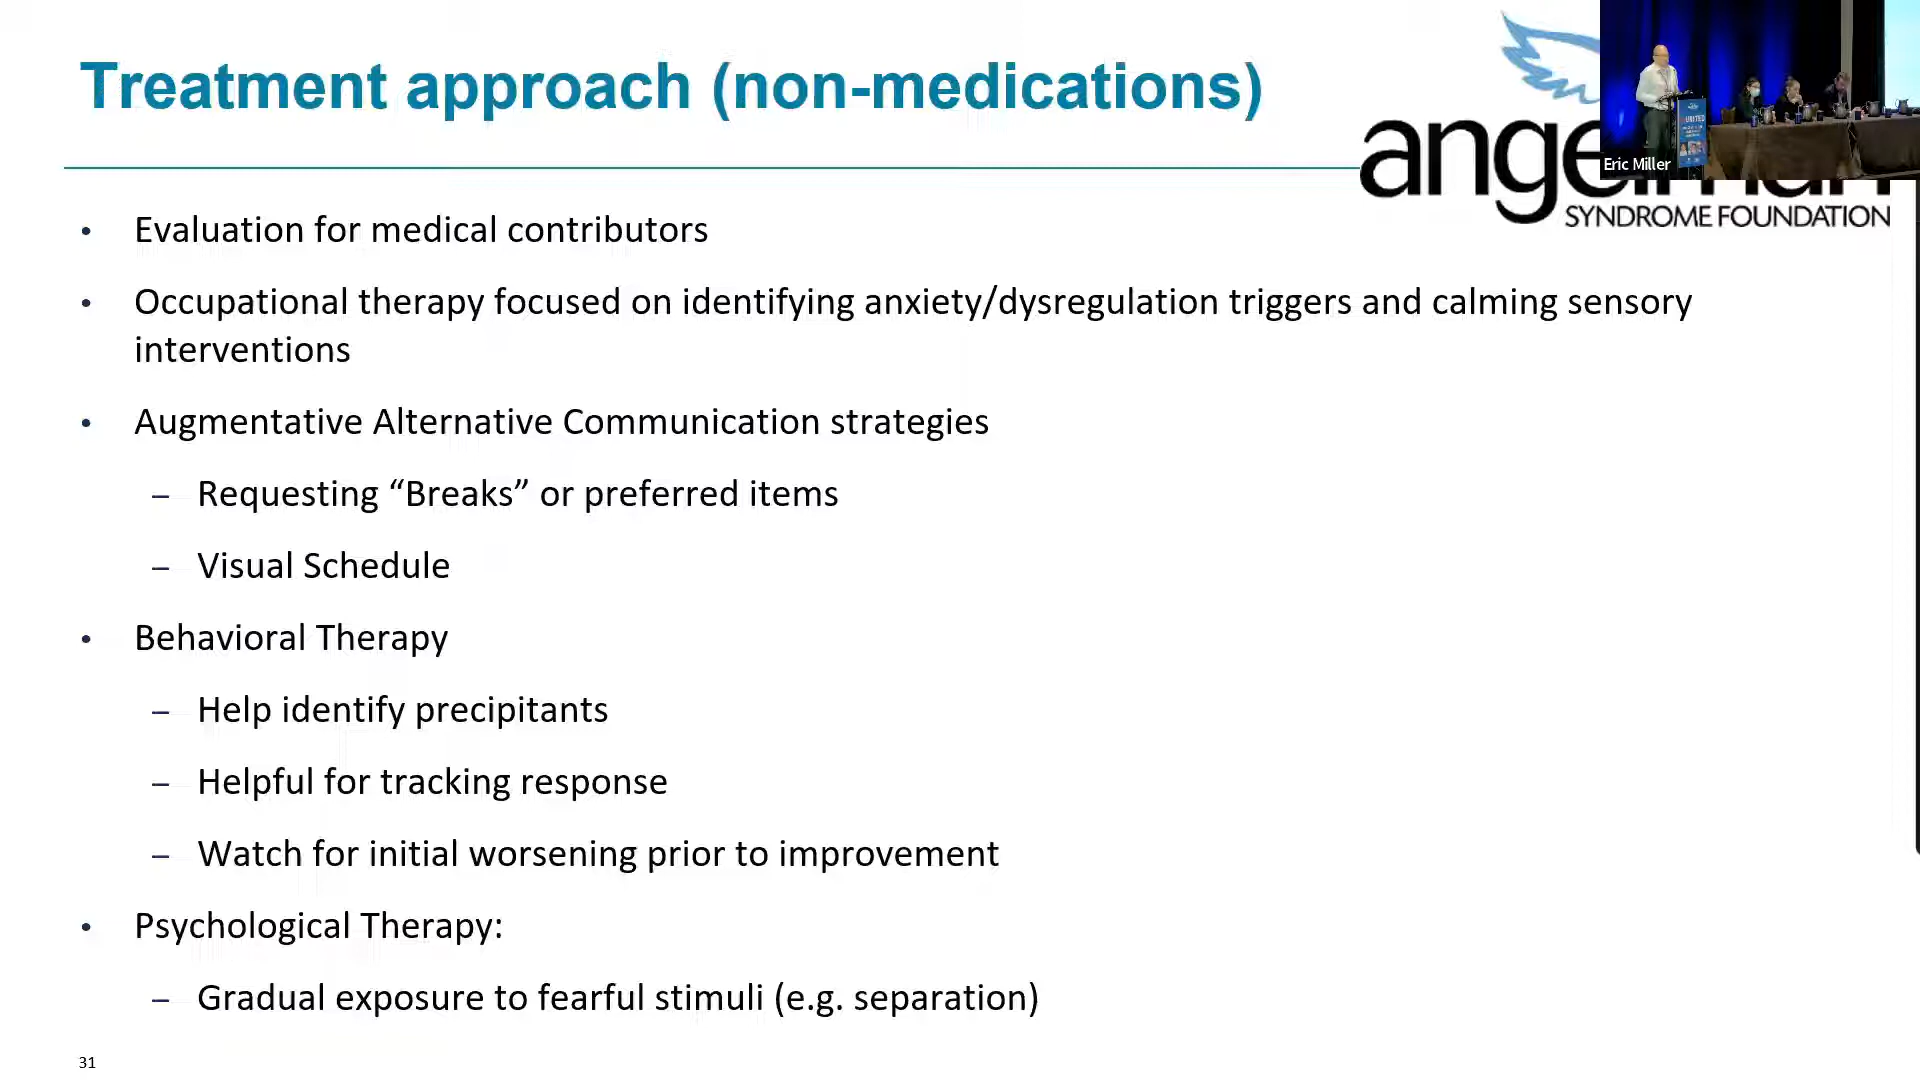 Treatment approach (non-medications)
Eric Miller
SYNDROME FOUNDATION
• Evaluation for medical contributors
• Occupational therapy focused on identifying anxiety/dysregulation triggers and calming sensory
interventions
• Augmentative Alternative Communication strategies
– Requesting “Breaks” or preferred items
– Visual Schedule
• Behavioral Therapy
– Help identify precipitants
– Helpful for tracking response
– Watch for initial worsening prior to improvement
• Psychological Therapy:
– Gradual exposure to fearful stimuli (e.g. separation)
31